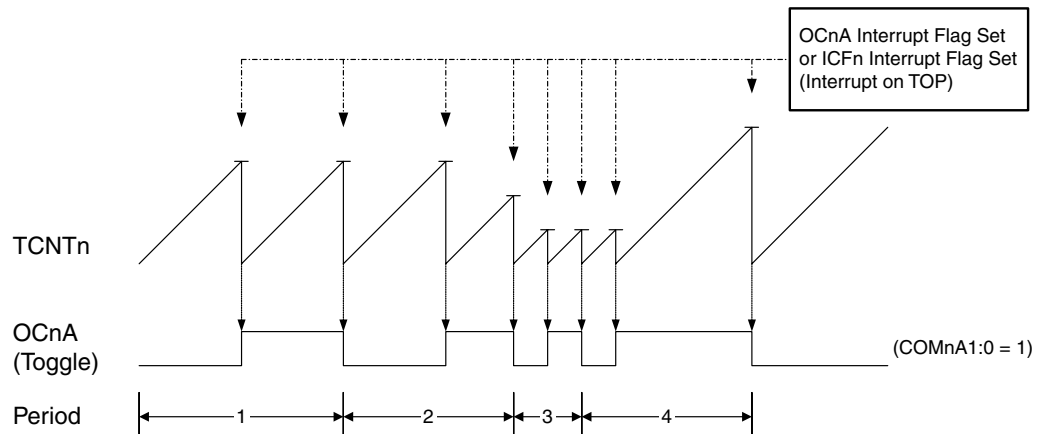 OCnA Interrupt Flag Set
or ICFn Interrupt Flag Set
(Interrupt on TOP)
TCNTn
OCnA
(Toggle)
(COMnA1:0 = 1)
Period
1
2
3
4